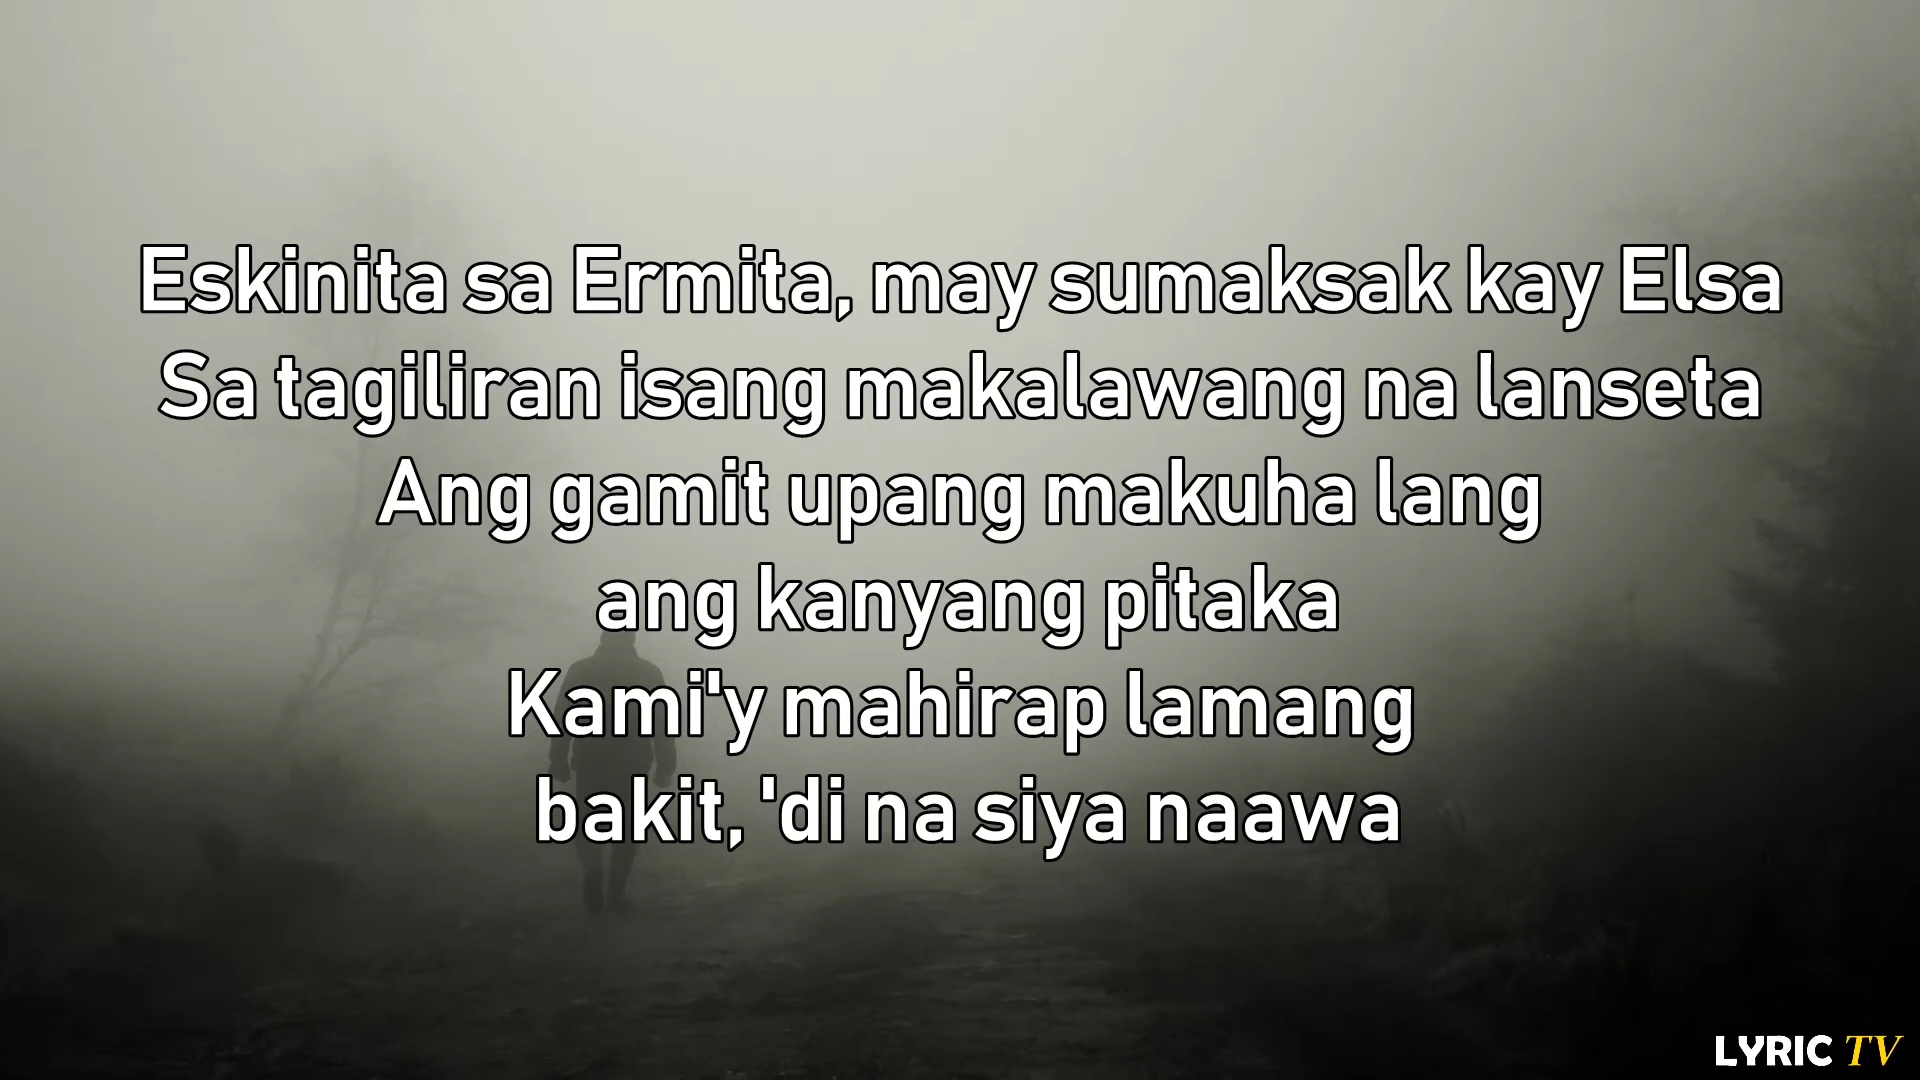 Eskinita sa Ermita, may sumaksak kay Elsa
Sa tagiliran isang makalawang na lanseta
Ang gamit upang makuha lang
ang kanyang pitaka
Kami'y mahirap lamang
bakit, 'di na siya naawa
LYRIC TV